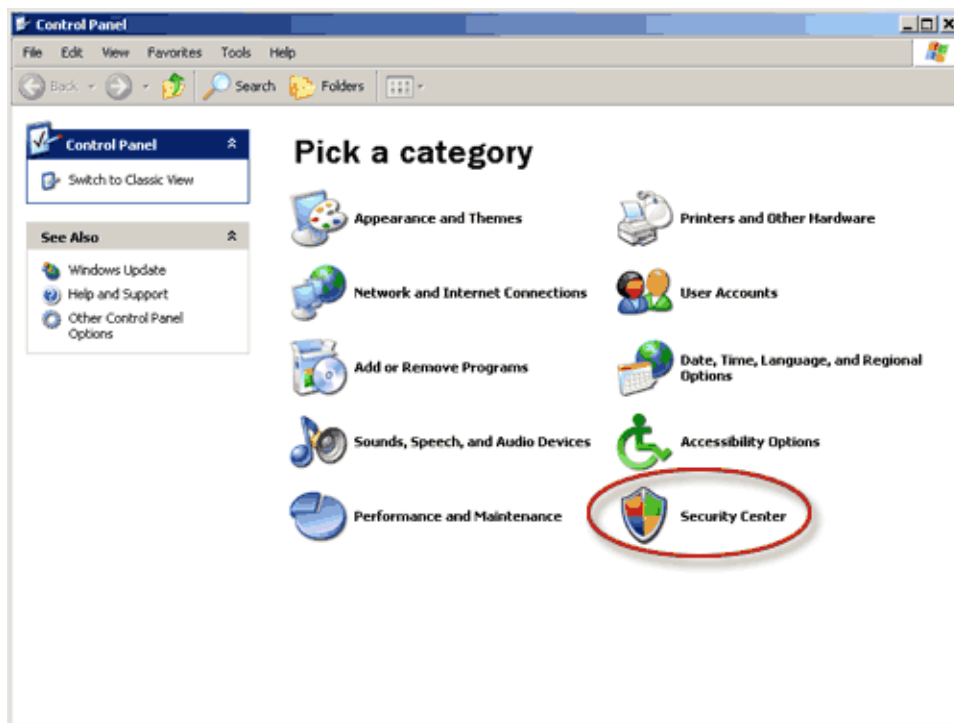 Control Panel
File Edit View Favorites Tools Help
Back Search Folders
Control Panel
Switch to Classic View
See Also
Windows Update
Help and Support
Other Control Panel
Options
Pick a category
Appearance and Themes
Printers and Other Hardware
Network and Internet Connections
User Accounts
Add or Remove Programs
Date, Time, Language, and Regional
Options
Sounds, Speech, and Audio Devices
Accessibility Options
Performance and Maintenance
Security Center